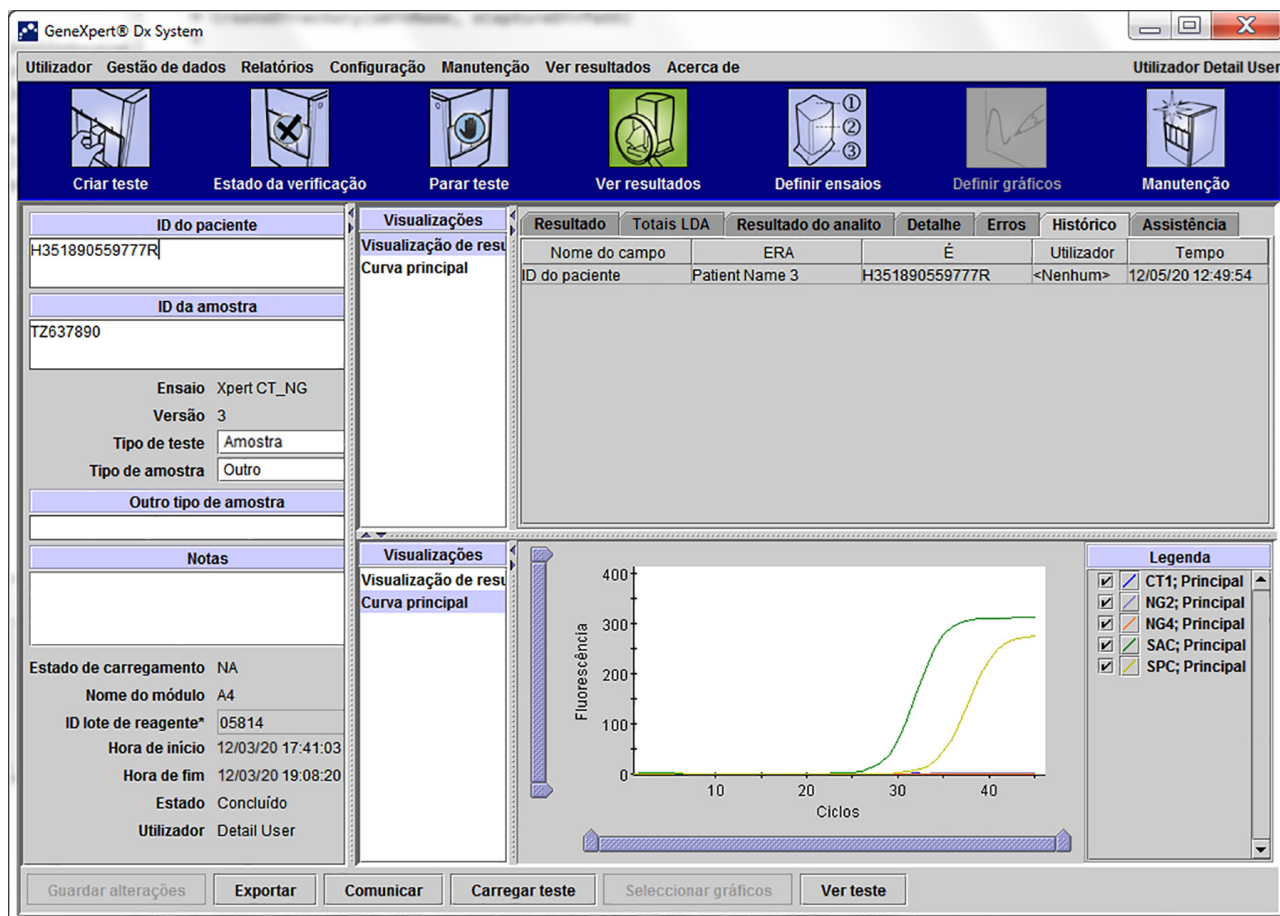 GeneXpert® Dx System
Utilizador Gestão de dados Relatórios Configuração Manutenção Ver resultados Acerca de Utilizador Detail User
①
②
③
Criar teste Estado da verificação Parar teste Ver resultados Definir ensaios Definir gráficos Manutenção
ID do paciente
H351890559777R
ID da amostra
TZ637890
Ensaio Xpert CT_NG
Versão 3
Tipo de teste Amostra
Tipo de amostra Outro
Outro tipo de amostra
Notas
Estado de carregamento NA
Nome do módulo A4
ID lote de reagente* 05814
Hora de início 12/03/20 17:41:03
Hora de fim 12/03/20 19:08:20
Estado Concluído
Utilizador Detail User
Visualizações
Visualização de resu
Curva principal
Resultado Totais LDA Resultado do analito Detalhe Erros Histórico Assistência
Nome do campo ERA É Utilizador Tempo
ID do paciente Patient Name 3 H351890559777R <Nenhum> 12/05/20 12:49:54
Visualizações
Visualização de resu
Curva principal
Fluorescência
400
300
200
100
0
10 20 30 40
Ciclos
Legenda
CT1; Principal
NG2; Principal
NG4; Principal
SAC; Principal
SPC; Principal
Guardar alterações Exportar Comunicar Carregar teste Seleccionar gráficos Ver teste